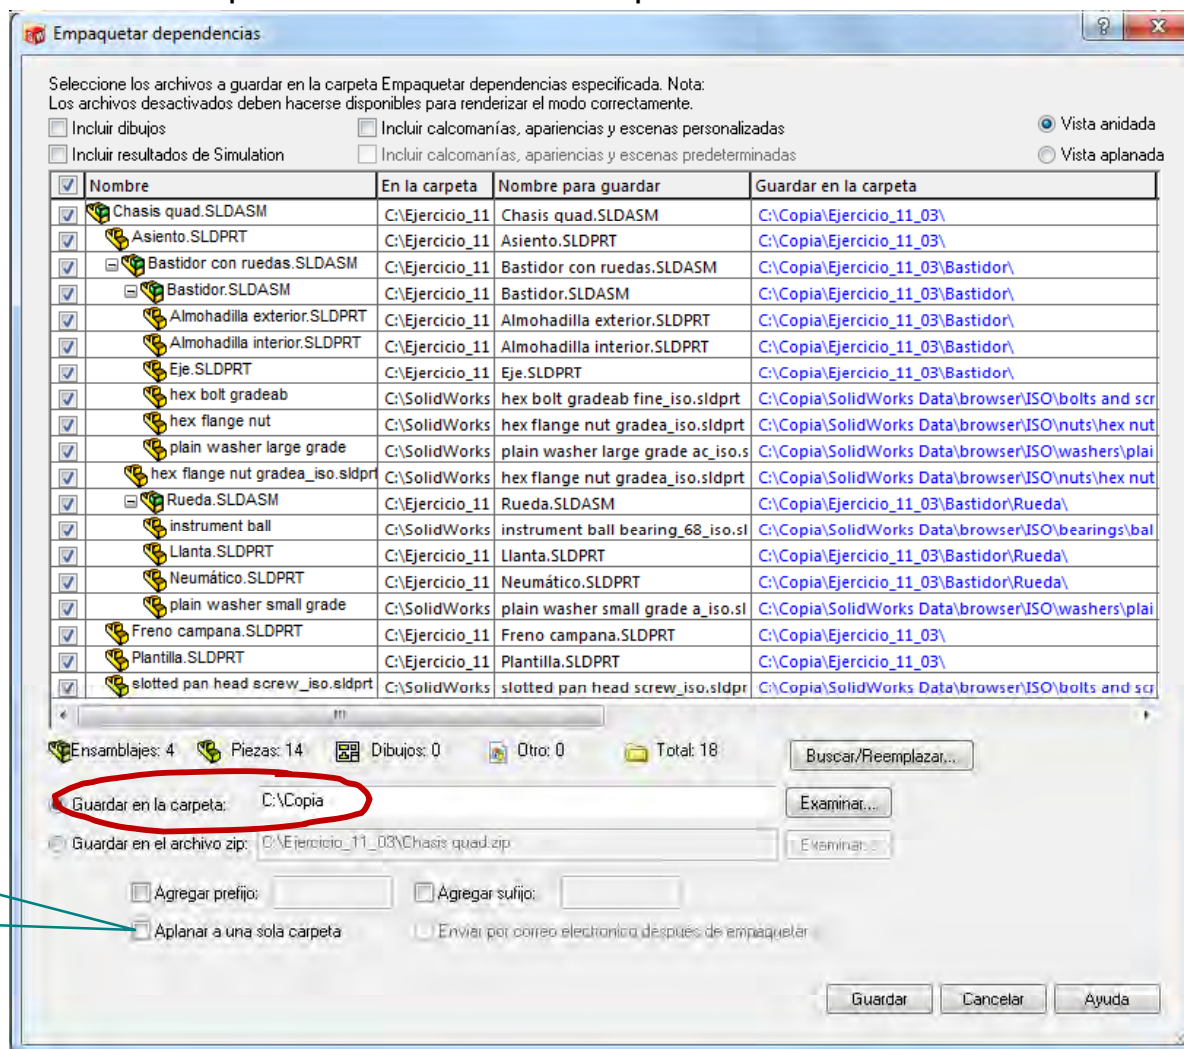 Empaquetar dependencias
Seleccione los archivos a guardar en la carpeta Empaquetar dependencias especificada. Nota:
Los archivos desactivados deben hacerse disponibles para renderizar el modo correctamente.
Incluir dibujos Incluir calcomanías, apariencias y escenas personalizadas Vista anidada
Incluir resultados de Simulation Incluir calcomanías, apariencias y escenas predeterminadas Vista aplanada
Nombre En la carpeta Nombre para guardar Guardar en la carpeta
Chasis quad.SLDASM C:\Ejercicio_11 Chasis quad.SLDASM C:\Copia\Ejercicio_11_03\
Asiento.SLDPRT C:\Ejercicio_11 Asiento.SLDPRT C:\Copia\Ejercicio_11_03\
Bastidor con ruedas.SLDASM C:\Ejercicio_11 Bastidor con ruedas.SLDASM C:\Copia\Ejercicio_11_03\Bastidor\
Bastidor.SLDASM C:\Ejercicio_11 Bastidor.SLDASM C:\Copia\Ejercicio_11_03\Bastidor\
Almohadilla exterior.SLDPRT C:\Ejercicio_11 Almohadilla exterior.SLDPRT C:\Copia\Ejercicio_11_03\Bastidor\
Almohadilla interior.SLDPRT C:\Ejercicio_11 Almohadilla interior.SLDPRT C:\Copia\Ejercicio_11_03\Bastidor\
Eje.SLDPRT C:\Ejercicio_11 Eje.SLDPRT C:\Copia\Ejercicio_11_03\Bastidor\
hex bolt gradeab C:\SolidWorks hex bolt gradeab fine_iso.sldprt C:\Copia\SolidWorks Data\browser\ISO\bolts and scr
hex flange nut C:\SolidWorks hex flange nut gradea_iso.sldprt C:\Copia\SolidWorks Data\browser\ISO\nuts\hex nut
plain washer large grade C:\SolidWorks plain washer large grade ac_iso.s C:\Copia\SolidWorks Data\browser\ISO\washers\plai
hex flange nut gradea_iso.sldprt C:\SolidWorks hex flange nut gradea_iso.sldprt C:\Copia\SolidWorks Data\browser\ISO\nuts\hex nut
Rueda.SLDASM C:\Ejercicio_11 Rueda.SLDASM C:\Copia\Ejercicio_11_03\Bastidor\Rueda\
instrument ball C:\SolidWorks instrument ball bearing_68_iso.sl C:\Copia\SolidWorks Data\browser\ISO\bearings\bal
Llanta.SLDPRT C:\Ejercicio_11 Llanta.SLDPRT C:\Copia\Ejercicio_11_03\Bastidor\Rueda\
Neumático.SLDPRT C:\Ejercicio_11 Neumático.SLDPRT C:\Copia\Ejercicio_11_03\Bastidor\Rueda\
plain washer small grade C:\SolidWorks plain washer small grade a_iso.sl C:\Copia\SolidWorks Data\browser\ISO\washers\plai
Freno campana.SLDPRT C:\Ejercicio_11 Freno campana.SLDPRT C:\Copia\Ejercicio_11_03\
Plantilla.SLDPRT C:\Ejercicio_11 Plantilla.SLDPRT C:\Copia\Ejercicio_11_03\
slotted pan head screw_iso.sldprt C:\SolidWorks slotted pan head screw_iso.sldpr C:\Copia\SolidWorks Data\browser\ISO\bolts and scr
Ensamblajes: 4 Piezas: 14 Dibujos: 0 Otro: 0 Total: 18 Buscar/Reemplazar...
Guardar en la carpeta: C:\Copia Examinar...
Guardar en el archivo zip: C:\Ejercicio_11_03\Chasis quad.zip Examinar...
Agregar prefijo: Agregar sufijo:
Aplanar a una sola carpeta Enviar por correo electrónico después de empaquetar
Guardar Cancelar Ayuda